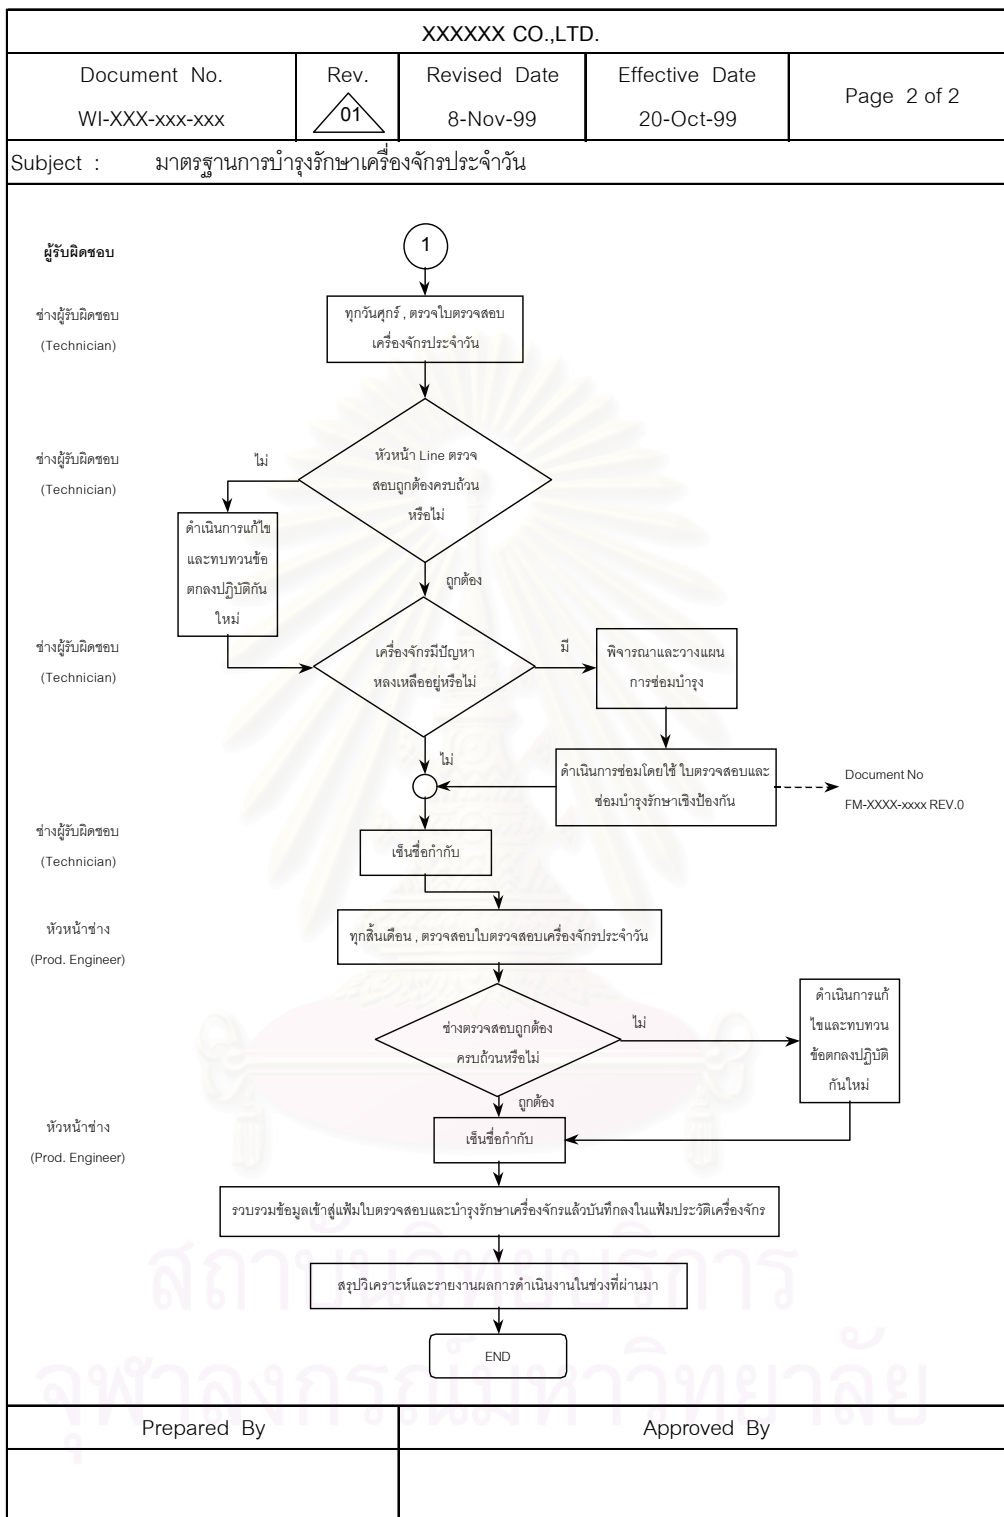 XXXXXX CO.,LTD.
Document No.
Rev.
Revised Date
Effective Date
Page 2 of 2
WI-XXX-xxx-xxx
01
8-Nov-99
20-Oct-99
Subject : มาตรฐานการบำรุงรักษาเครื่องจักรประจำวัน
ผู้รับผิดชอบ
1
ช่างผู้รับผิดชอบ
(Technician)
ทุกวันศุกร์ , ตรวจใบตรวจสอบ
เครื่องจักรประจำวัน
ช่างผู้รับผิดชอบ
(Technician)
ไม่
หัวหน้า Line ตรวจ
สอบถูกต้องครบถ้วน
หรือไม่
ดำเนินการแก้ไข
และทบทวนข้อ
ตกลงปฏิบัติกัน
ใหม่
ถูกต้อง
ช่างผู้รับผิดชอบ
(Technician)
เครื่องจักรมีปัญหา
หลงเหลืออยู่หรือไม่
มี
พิจารณาและวางแผน
การซ่อมบำรุง
ไม่
ดำเนินการซ่อมโดยใช้ ใบตรวจสอบและ
ซ่อมบำรุงรักษาเชิงป้องกัน
Document No
FM-XXXX-xxxx REV.0
ช่างผู้รับผิดชอบ
(Technician)
เซ็นชื่อกำกับ
หัวหน้าช่าง
(Prod. Engineer)
ทุกสิ้นเดือน , ตรวจสอบใบตรวจสอบเครื่องจักรประจำวัน
ช่างตรวจสอบถูกต้อง
ครบถ้วนหรือไม่
ไม่
ดำเนินการแก้
ไขและทบทวน
ข้อตกลงปฏิบัติ
กันใหม่
ถูกต้อง
หัวหน้าช่าง
(Prod. Engineer)
เซ็นชื่อกำกับ
รวบรวมข้อมูลเข้าสู่แฟ้มใบตรวจสอบและบำรุงรักษาเครื่องจักรแล้วบันทึกลงในแฟ้มประวัติเครื่องจักร
สถาบันวิทยบริการ
สรุปวิเคราะห์และรายงานผลการดำเนินงานในช่วงที่ผ่านมา
END
จุฬาลงกรณ์มหาวิทยาลัย
Prepared By
Approved By